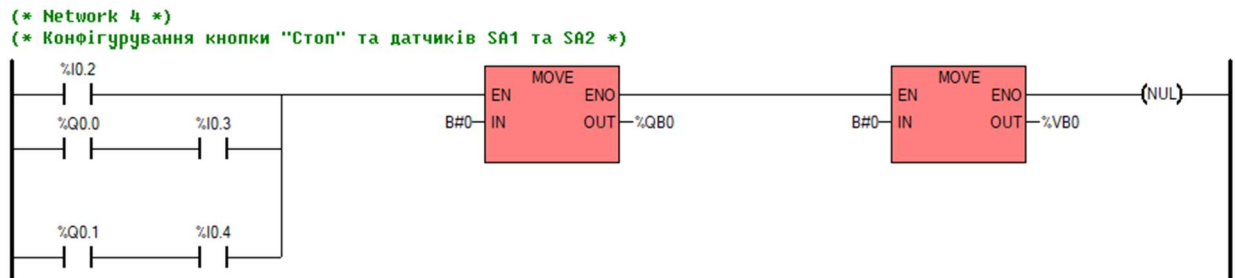 (* Network 4 *)
(* Конфігурування кнопки "Стоп" та датчиків SA1 та SA2 *)
%I0.2
MOVE MOVE
EN ENO EN ENO (NUL)
%Q0.0 %I0.3 B#0 IN OUT %QB0 B#0 IN OUT %VB0
%Q0.1 %I0.4